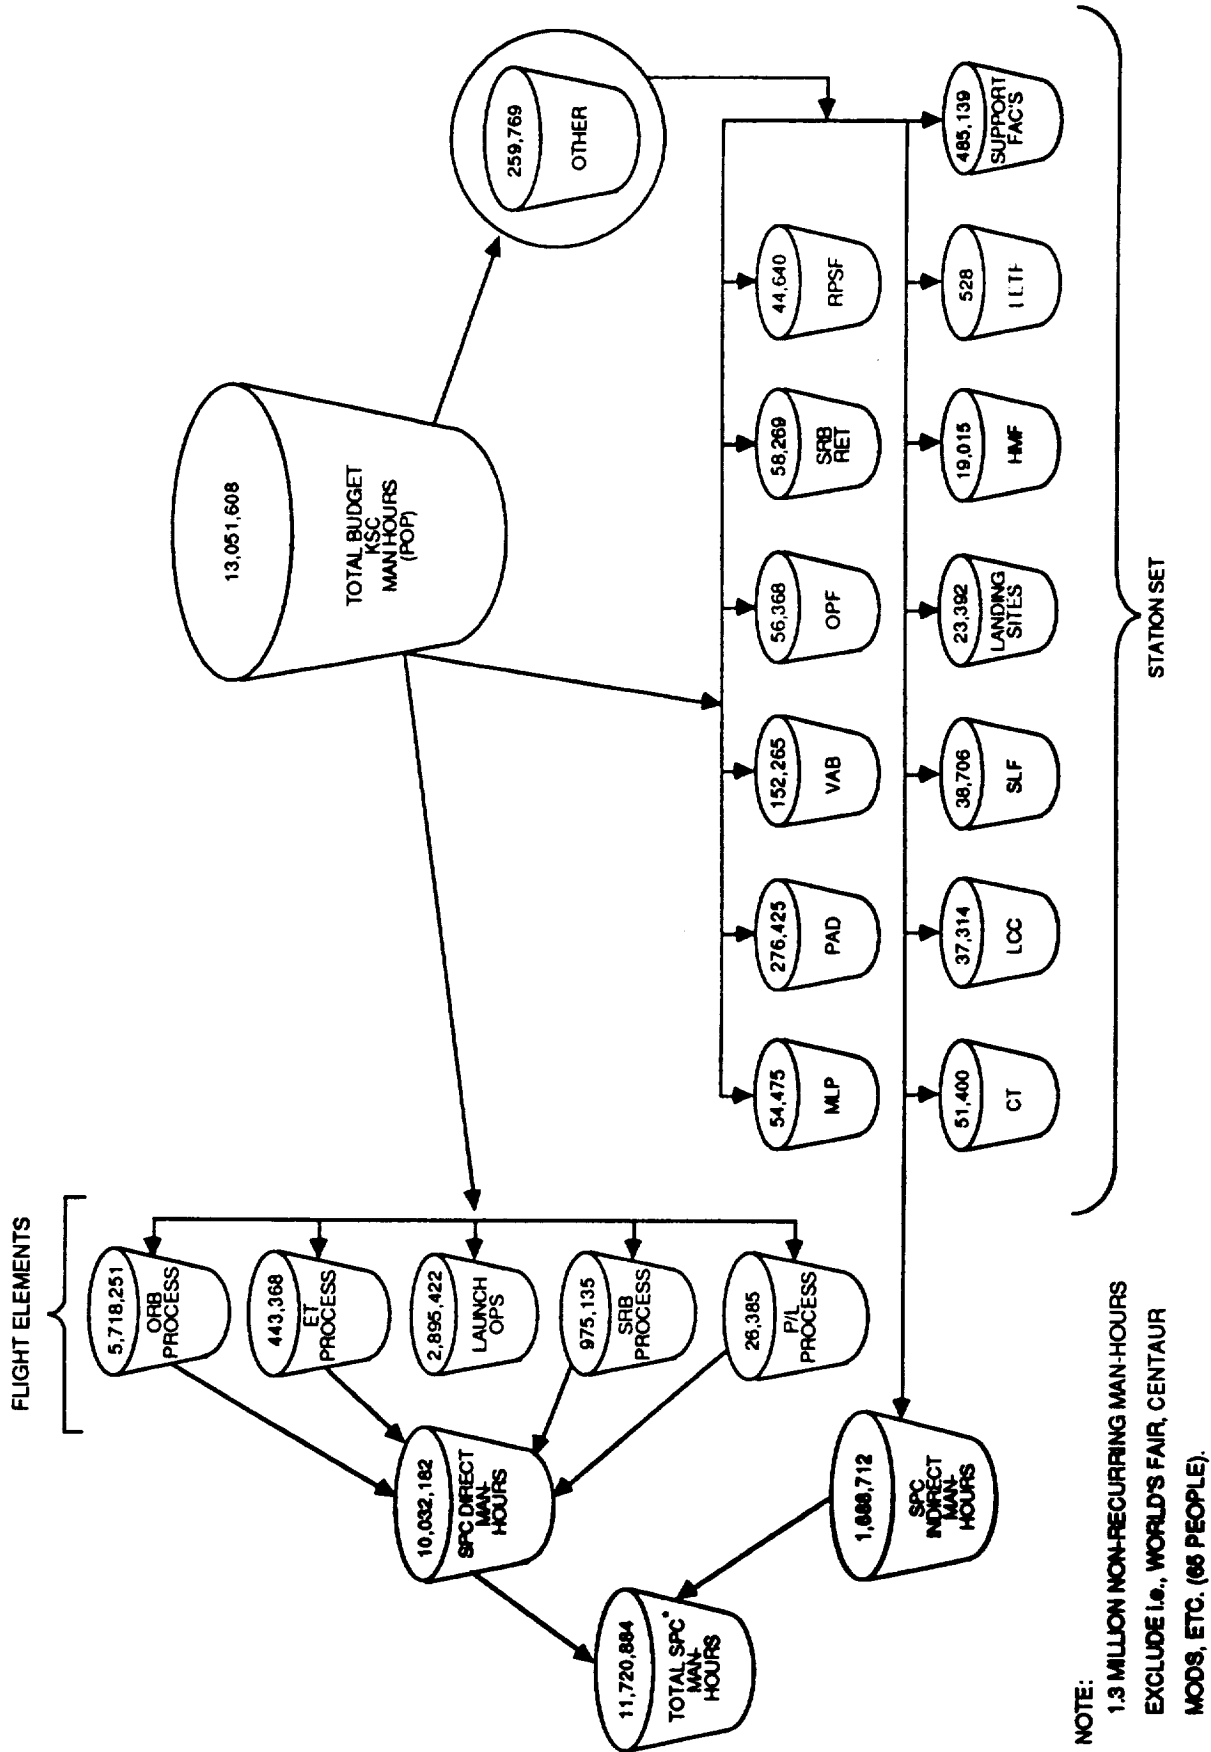 FLIGHT ELEMENTS
5,718,251
ORB
PROCESS
443,368
ET
PROCESS
2,895,422
LAUNCH
OPS
975,135
SRB
PROCESS
26,385
P/L
PROCESS
10,032,182
SPC DIRECT
MAN-
HOURS
11,720,884
TOTAL SPC*
MAN-
HOURS
1,688,712
SPC
INDIRECT
MAN-
HOURS
13,051,608
TOTAL BUDGET
KSC
MAN HOURS
(POP)
259,769
OTHER
54,475
MLP
276,425
PAD
152,265
VAB
56,368
OPF
58,269
SRB
RET
44,640
RPSF
51,400
CT
37,314
LCC
38,706
SLF
23,392
LANDING
SITES
19,015
HMF
528
485,139
SUPPORT
FAC'S
STATION SET
NOTE:
1.3 MILLION NON-RECURRING MAN-HOURS
EXCLUDE i.e., WORLD'S FAIR, CENTAUR
MODS, ETC. (65 PEOPLE).